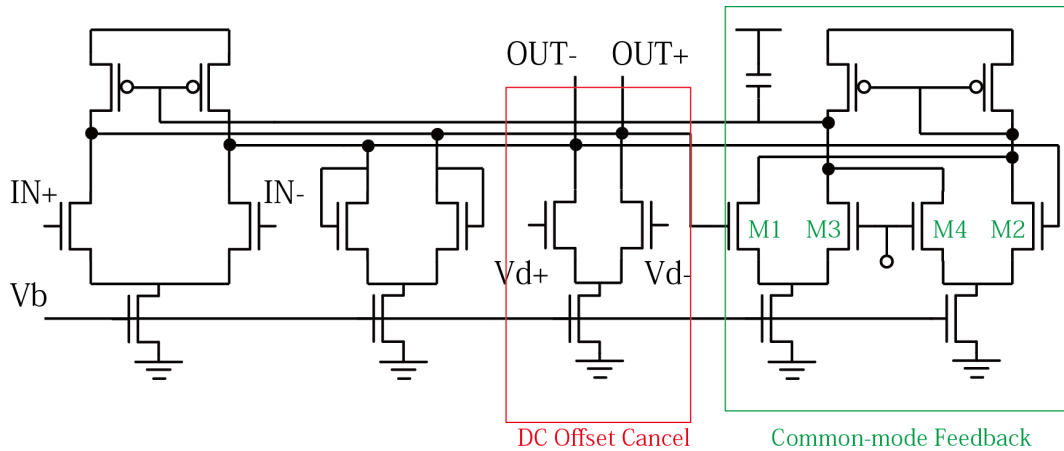 OUT- OUT+
IN+ IN-
M1 M3 M4 M2
Vd+ Vd-
Vb
DC Offset Cancel Common-mode Feedback